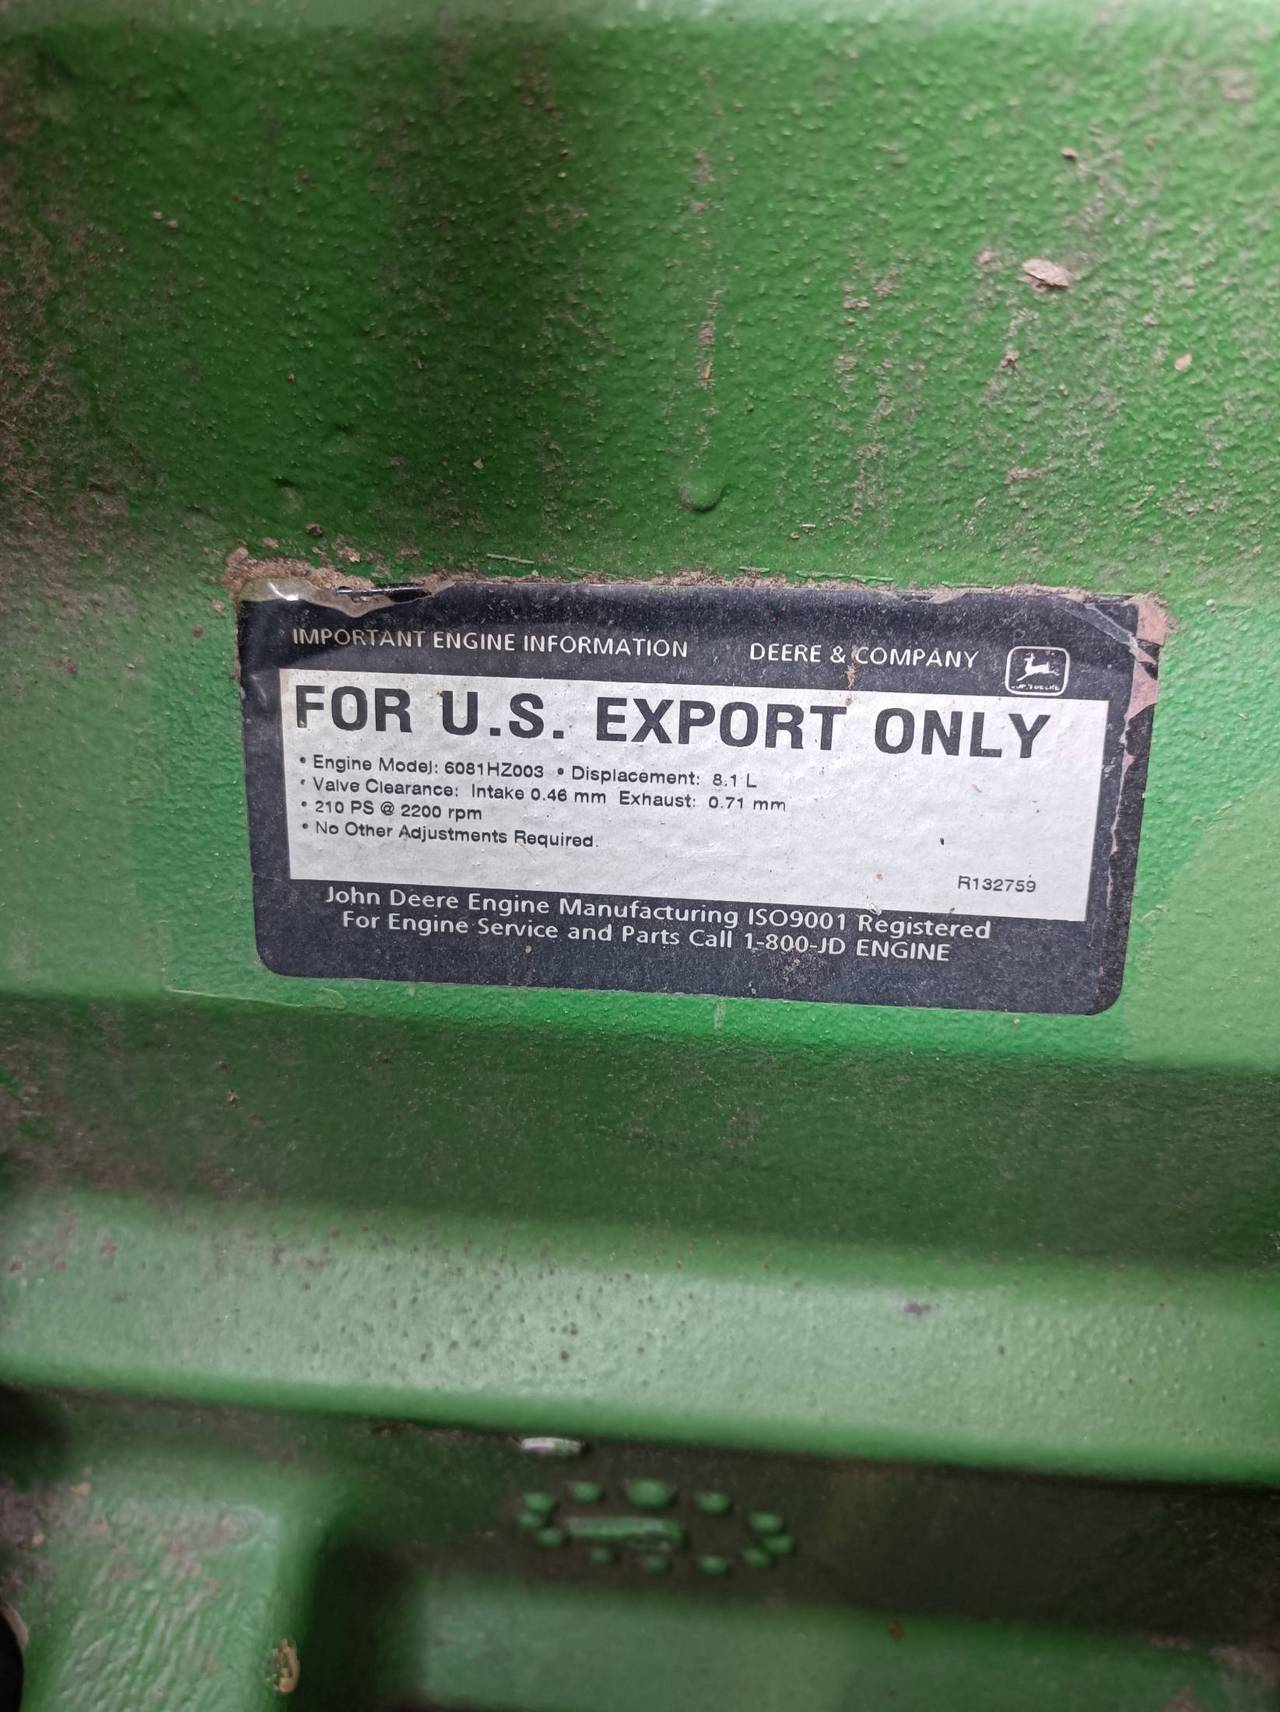 IMPORTANT ENGINE INFORMATION DEERE & COMPANY
FOR U.S. EXPORT ONLY
• Engine Model: 6081HZ003 • Displacement: 8.1 L
• Valve Clearance: Intake 0.46 mm Exhaust: 0.71 mm
• 210 PS @ 2200 rpm
• No Other Adjustments Required.
R132759
John Deere Engine Manufacturing ISO9001 Registered
For Engine Service and Parts Call 1-800-JD ENGINE